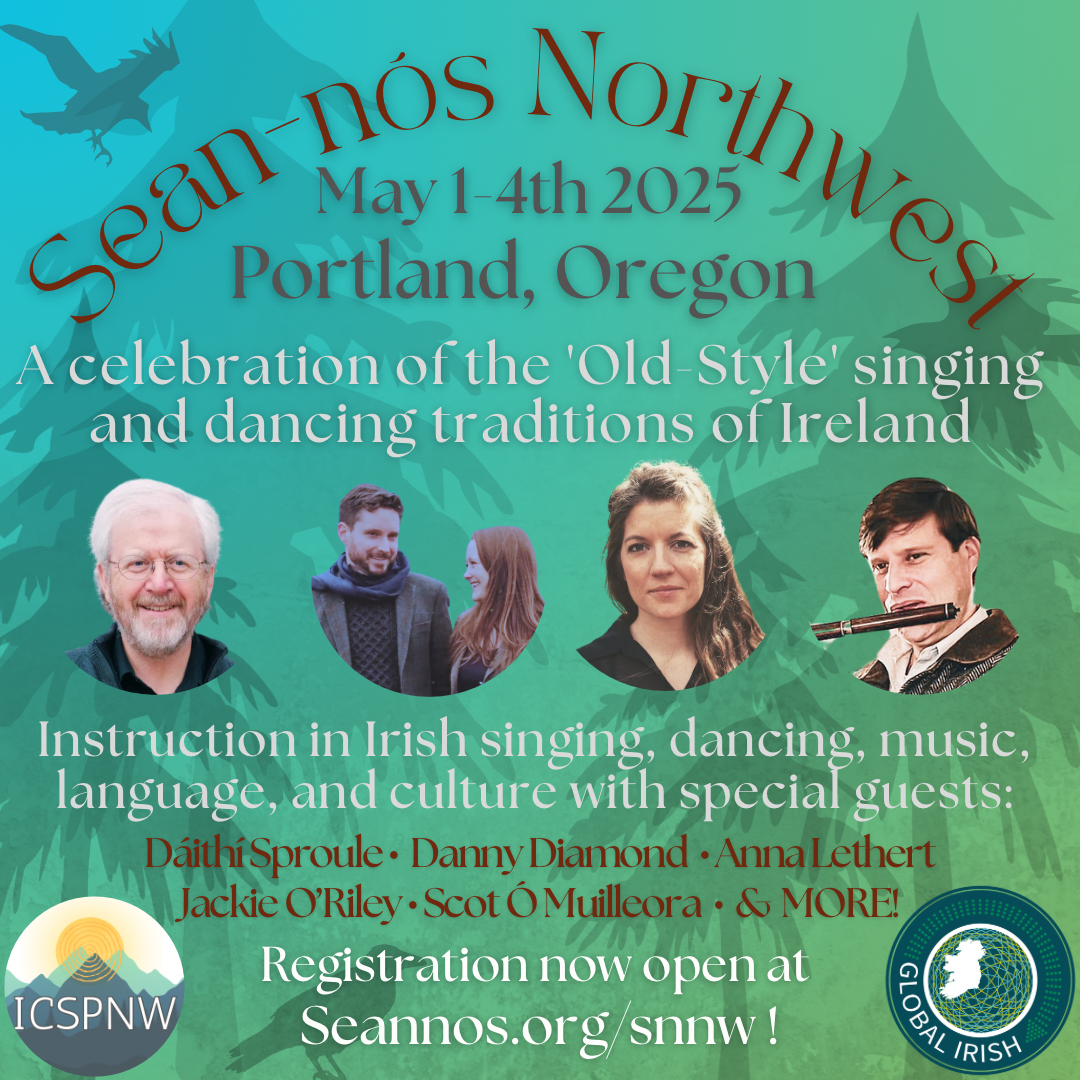 Sean-nós Northwest
May 1-4th 2025
Portland, Oregon
A celebration of the 'Old-Style' singing
and dancing traditions of Ireland
Instruction in Irish singing, dancing, music,
language, and culture with special guests:
Dáithí Sproule • Danny Diamond • Anna Lethert
Jackie O’Riley • Scot Ó Muilleora • & MORE!
Registration now open at
Seannos.org/snnw !
ICSPNW
GLOBAL IRISH